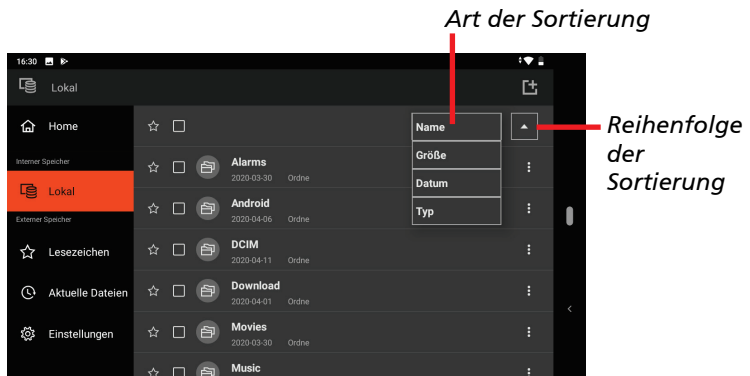 Art der Sortierung
16:30
Lokal
Home
Name
Reihenfolge
der
Sortierung
Interner Speicher
Größe
Alarms
2020-03-30 Ordne
Datum
Lokal
Typ
Android
2020-04-06 Ordne
Externer Speicher
Lesezeichen
DCIM
2020-04-11 Ordne
Aktuelle Dateien
Download
2020-04-01 Ordne
Einstellungen
Movies
2020-03-30 Ordne
Music